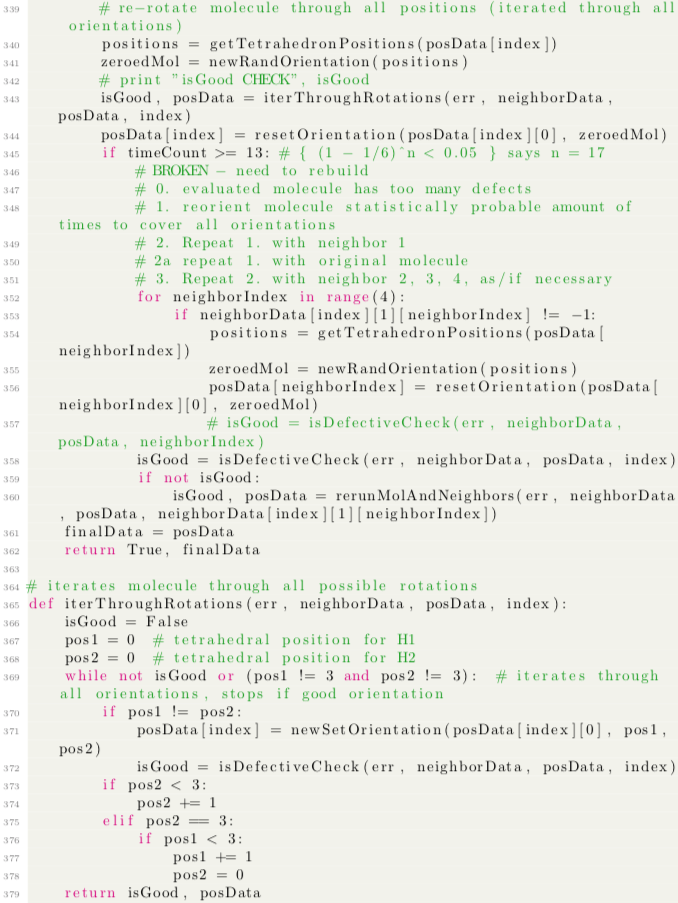 339 # re−rotate molecule through all positions (iterated through all
orientations)
340 positions = getTetrahedronPositions(posData[index])
341 zeroedMol = newRandOrientation(positions)
342 # print "isGood CHECK", isGood
343 isGood, posData = iterThroughRotations(err, neighborData,
posData, index)
344 posData[index] = resetOrientation(posData[index][0], zeroedMol)
345 if timeCount >= 13: # { (1 − 1/6)^n < 0.05 } says n = 17
346 # BROKEN − need to rebuild
347 # 0. evaluated molecule has too many defects
348 # 1. reorient molecule statistically probable amount of
times to cover all orientations
349 # 2. Repeat 1. with neighbor 1
350 # 2a repeat 1. with original molecule
351 # 3. Repeat 2. with neighbor 2, 3, 4, as/if necessary
352 for neighborIndex in range(4):
353 if neighborData[index][1][neighborIndex] != −1:
354 positions = getTetrahedronPositions(posData[
neighborIndex])
355 zeroedMol = newRandOrientation(positions)
356 posData[neighborIndex] = resetOrientation(posData[
neighborIndex][0], zeroedMol)
357 # isGood = isDefectiveCheck(err, neighborData,
posData, neighborIndex)
358 isGood = isDefectiveCheck(err, neighborData, posData, index)
359 if not isGood:
360 isGood, posData = rerunMolAndNeighbors(err, neighborData
, posData, neighborData[index][1][neighborIndex])
361 finalData = posData
362 return True, finalData
363
364 # iterates molecule through all possible rotations
365 def iterThroughRotations(err, neighborData, posData, index):
366 isGood = False
367 pos1 = 0 # tetrahedral position for H1
368 pos2 = 0 # tetrahedral position for H2
369 while not isGood or (pos1 != 3 and pos2 != 3): # iterates through
all orientations, stops if good orientation
370 if pos1 != pos2:
371 posData[index] = newSetOrientation(posData[index][0], pos1,
pos2)
372 isGood = isDefectiveCheck(err, neighborData, posData, index)
373 if pos2 < 3:
374 pos2 += 1
375 elif pos2 == 3:
376 if pos1 < 3:
377 pos1 += 1
378 pos2 = 0
379 return isGood, posData